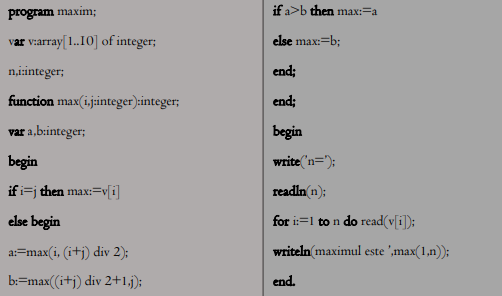 program maxim;
var v:array[1..10] of integer;
n,i:integer;
function max(i,j:integer):integer;
var a,b:integer;
begin
if i=j then max:=v[i]
else begin
a:=max(i, (i+j) div 2);
b:=max((i+j) div 2+1,j);
if a>b then max:=a
else max:=b;
end;
end;
begin
write('n=');
readln(n);
for i:=1 to n do read(v[i]);
writeln(maximul este ',max(1,n));
end.